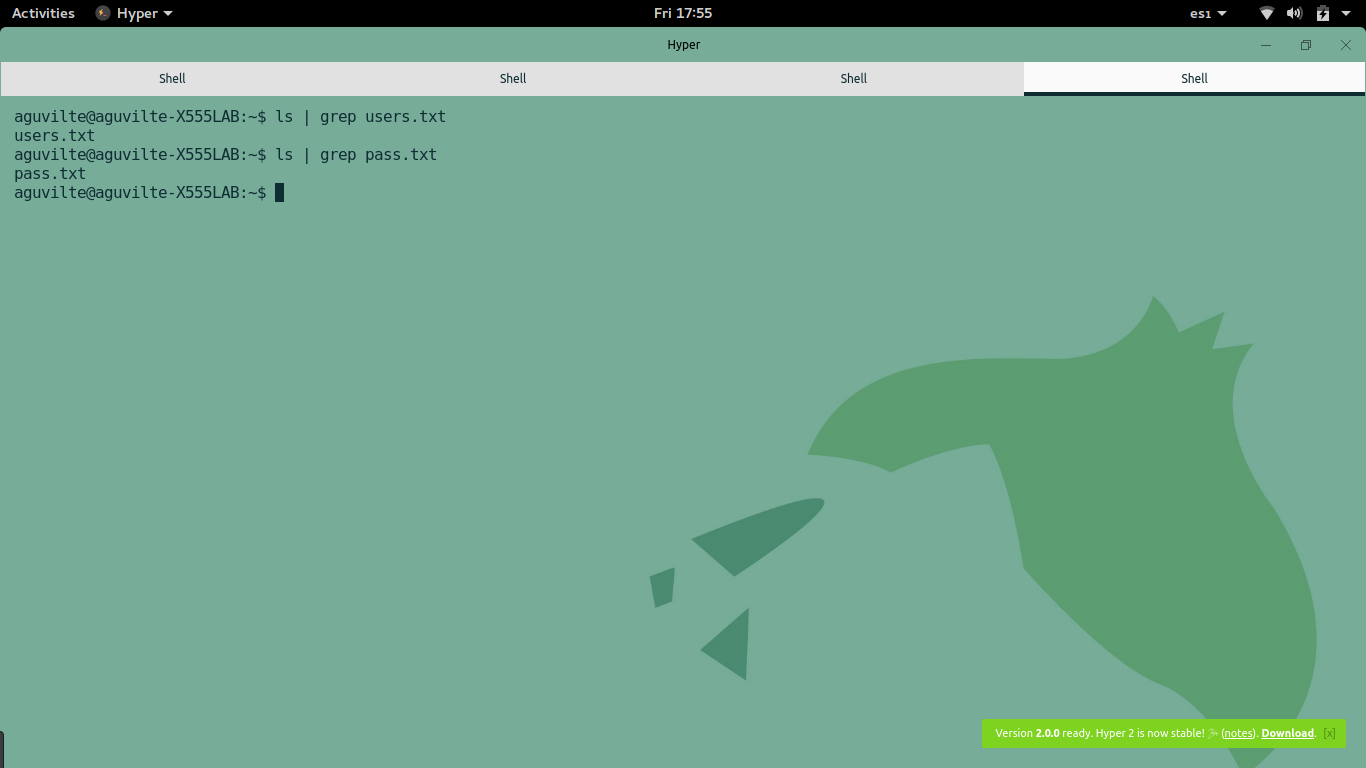 Activities Hyper Fri 17:55 es1
Hyper
Shell Shell Shell Shell
aguvilte@aguvilte-X555LAB:~$ ls | grep users.txt
users.txt
aguvilte@aguvilte-X555LAB:~$ ls | grep pass.txt
pass.txt
aguvilte@aguvilte-X555LAB:~$
Version 2.0.0 ready. Hyper 2 is now stable! (notes). Download. [x]